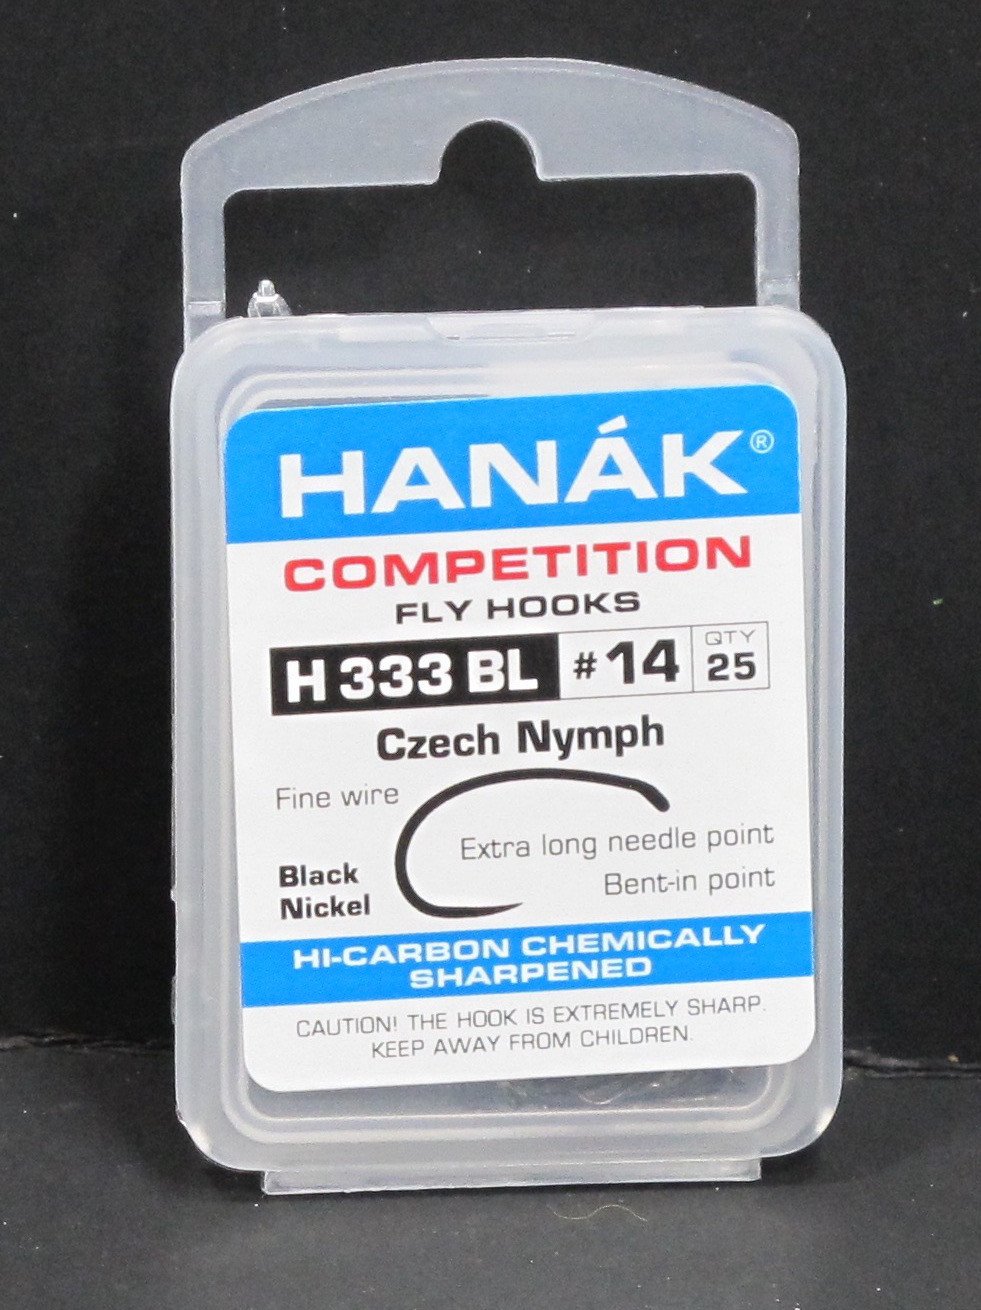 HANÁK®
COMPETITION
FLY HOOKS
H 333 BL #14 QTY 25
Czech Nymph
Fine wire
Extra long needle point
Bent-in point
Black
Nickel
HI-CARBON CHEMICALLY
SHARPENED
CAUTION! THE HOOK IS EXTREMELY SHARP.
KEEP AWAY FROM CHILDREN.